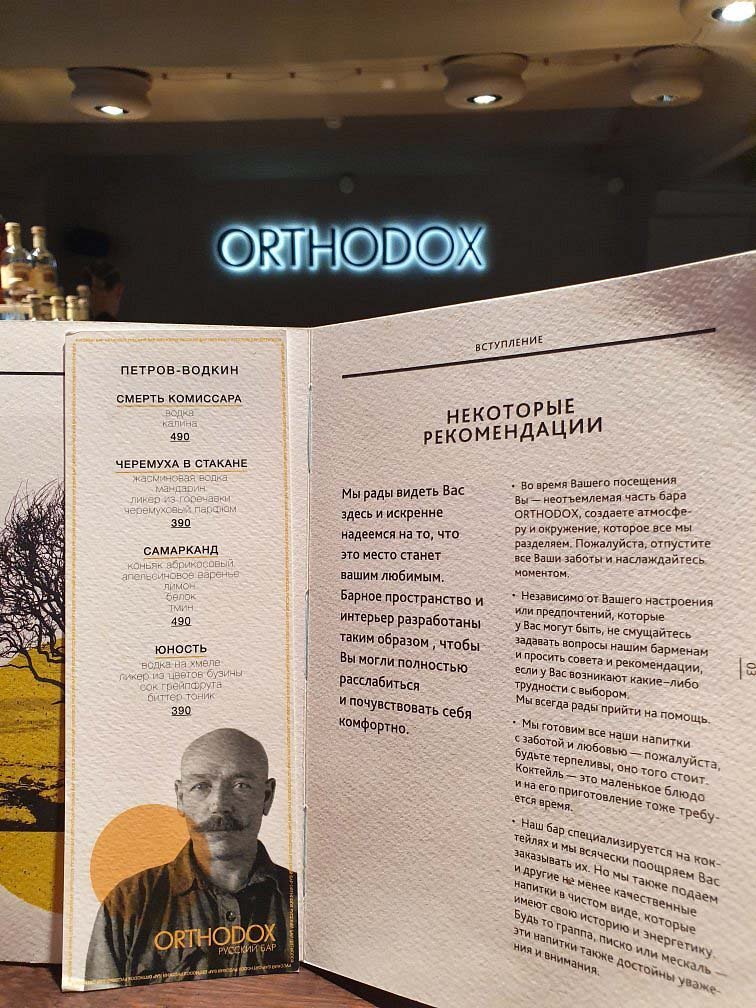 ORTHODOX
ПЕТРОВ-ВОДКИН
СМЕРТЬ КОМИССАРА
водка
калина
490
ЧЕРЕМУХА В СТАКАНЕ
жасминовая водка
мандарин
ликер из горечавки
черемуховый парфюм
390
САМАРКАНД
коньяк абрикосовый
апельсиновое варенье
лимон
белок
тмин
490
ЮНОСТЬ
водка на хмеле
ликер из цветов бузины
сок грейпфрута
биттер тоник
390
ORTHODOX
РУССКИЙ БАР
ВСТУПЛЕНИЕ
НЕКОТОРЫЕ
РЕКОМЕНДАЦИИ
Мы рады видеть Вас
здесь и искренне
надеемся на то, что
это место станет
вашим любимым.
Барное пространство и
интерьер разработаны
таким образом , чтобы
Вы могли полностью
расслабиться
и почувствовать себя
комфортно.
• Во время Вашего посещения
Вы — неотъемлемая часть бара
ORTHODOX, создаете атмосфе-
ру и окружение, которое все мы
разделяем. Пожалуйста, отпустите
все Ваши заботы и наслаждайтесь
моментом.
• Независимо от Вашего настроения
или предпочтений, которые
у Вас могут быть, не смущайтесь
задавать вопросы нашим барменам
и просить совета и рекомендации,
если у Вас возникают какие-либо
трудности с выбором.
Мы всегда рады прийти на помощь.
• Мы готовим все наши напитки
с заботой и любовью — пожалуйста,
будьте терпеливы, оно того стоит.
Коктейль — это маленькое блюдо
и на его приготовление тоже требу-
ется время.
• Наш бар специализируется на кок-
тейлях и мы всячески поощряем Вас
заказывать их. Но мы также подаем
и другие не менее качественные
напитки в чистом виде, которые
имеют свою историю и энергетику
Будь то граппа, писко или мескаль —
эти напитки также достойны уваже-
ния и внимания.
03